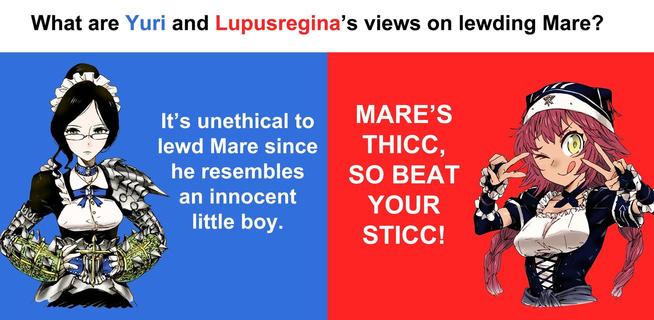 What are Yuri and Lupusregina's views on lewding Mare?
It's unethical to
lewd Mare since
he resembles
an innocent
little boy.
MARE'S
THICC,
SO BEAT
YOUR
STICC!